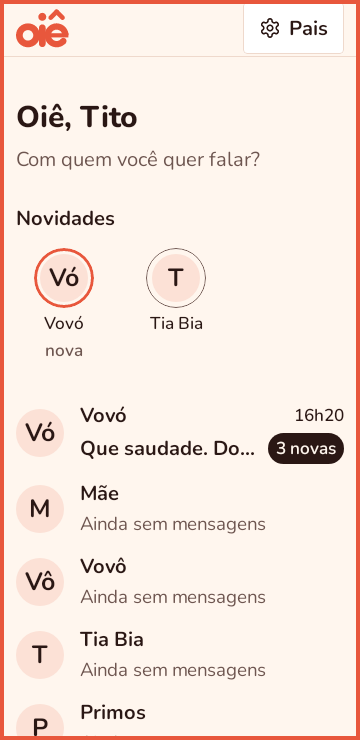 oiê
Pais
Oiê, Tito
Com quem você quer falar?
Novidades
Vó
T
Vovó
Tia Bia
nova
Vó
Vovó
16h20
Que saudade. Do...
3 novas
M
Mãe
Ainda sem mensagens
Vô
Vovô
Ainda sem mensagens
T
Tia Bia
Ainda sem mensagens
P
Primos